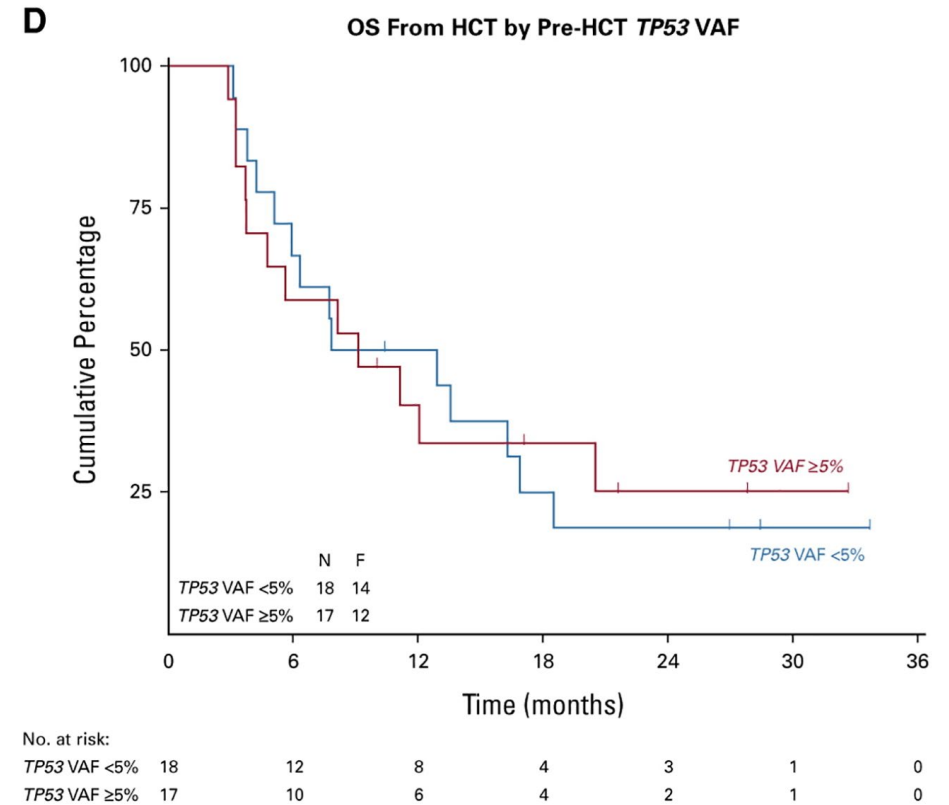 D
OS From HCT by Pre-HCT TP53 VAF
100
75
50
25
Cumulative Percentage
TP53 VAF ≥5%
TP53 VAF <5%
N F
TP53 VAF <5% 18 14
TP53 VAF ≥5% 17 12
0 6 12 18 24 30 36
Time (months)
No. at risk:
TP53 VAF <5% 18 12 8 4 3 1 0
TP53 VAF ≥5% 17 10 6 4 2 1 0